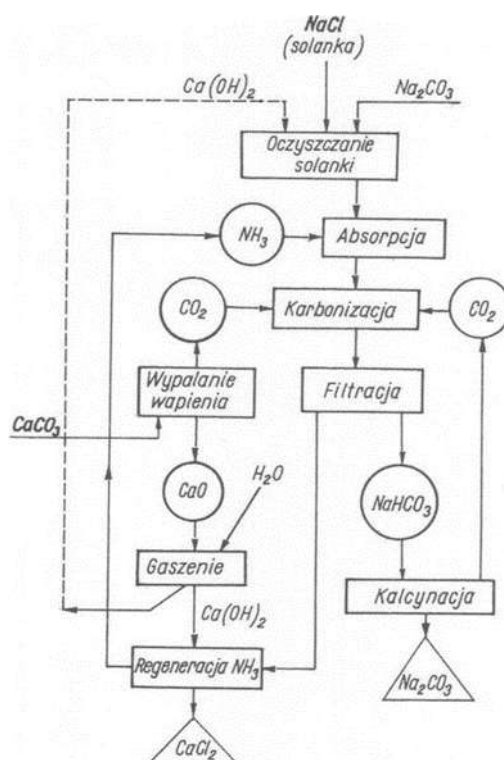 NaCl
(solanka)
Ca(OH)₂
Na₂CO₃
Oczyszczanie
solanki
NH₃
Absorpcja
CO₂
Karbonizacja
CO₂
Wypalanie
wapienia
Filtracja
CaCO₃
CaO
H₂O
NaHCO₃
Gaszenie
Ca(OH)₂
Kalcynacja
Regeneracja NH₃
Na₂CO₃
CaCl₂